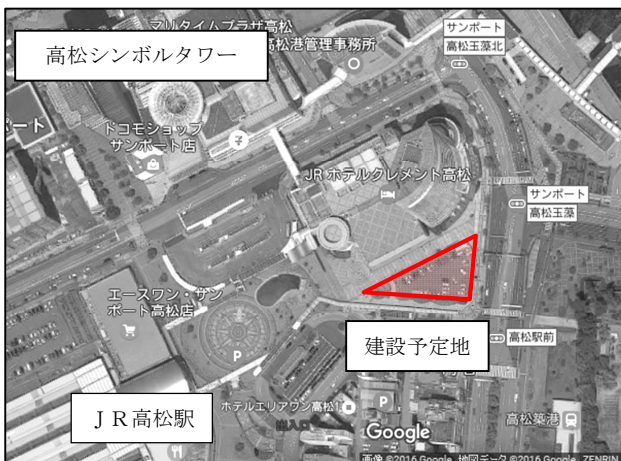 マリタイムプラザ高松
高松シンボルタワー
高松港管理事務所
サンポート
高松玉藻北
ポート
ドコモショップ
サンポート店
JRホテルクレメント高松
サンポート
高松玉藻
エースワン・サン
ポート高松店
P
建設予定地
高松駅前
JR高松駅
ホテルエリアワン高松
出入口
P
高松築港
Google
画像 ©2016 Google, 地図データ ©2016 Google, ZENRIN